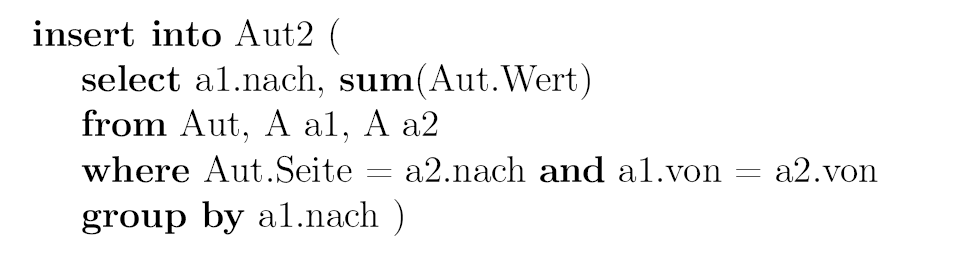 insert into Aut2 (
select a1.nach, sum(Aut.Wert)
from Aut, A a1, A a2
where Aut.Seite = a2.nach and a1.von = a2.von
group by a1.nach )